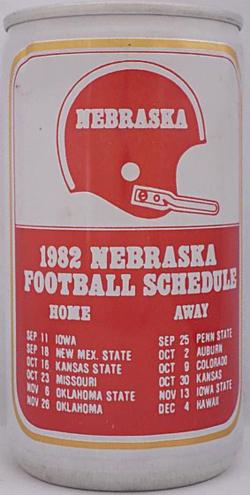 NEBRASKA
1982 NEBRASKA
FOOTBALL SCHEDULE
HOME
SEP 11 IOWA
SEP 18 NEW MEX. STATE
OCT 16 KANSAS STATE
OCT 23 MISSOURI
NOV 6 OKLAHOMA STATE
NOV 26 OKLAHOMA
AWAY
SEP 25 PENN STATE
OCT 2 AUBURN
OCT 9 COLORADO
OCT 30 KANSAS
NOV 13 IOWA STATE
DEC 4 HAWAII